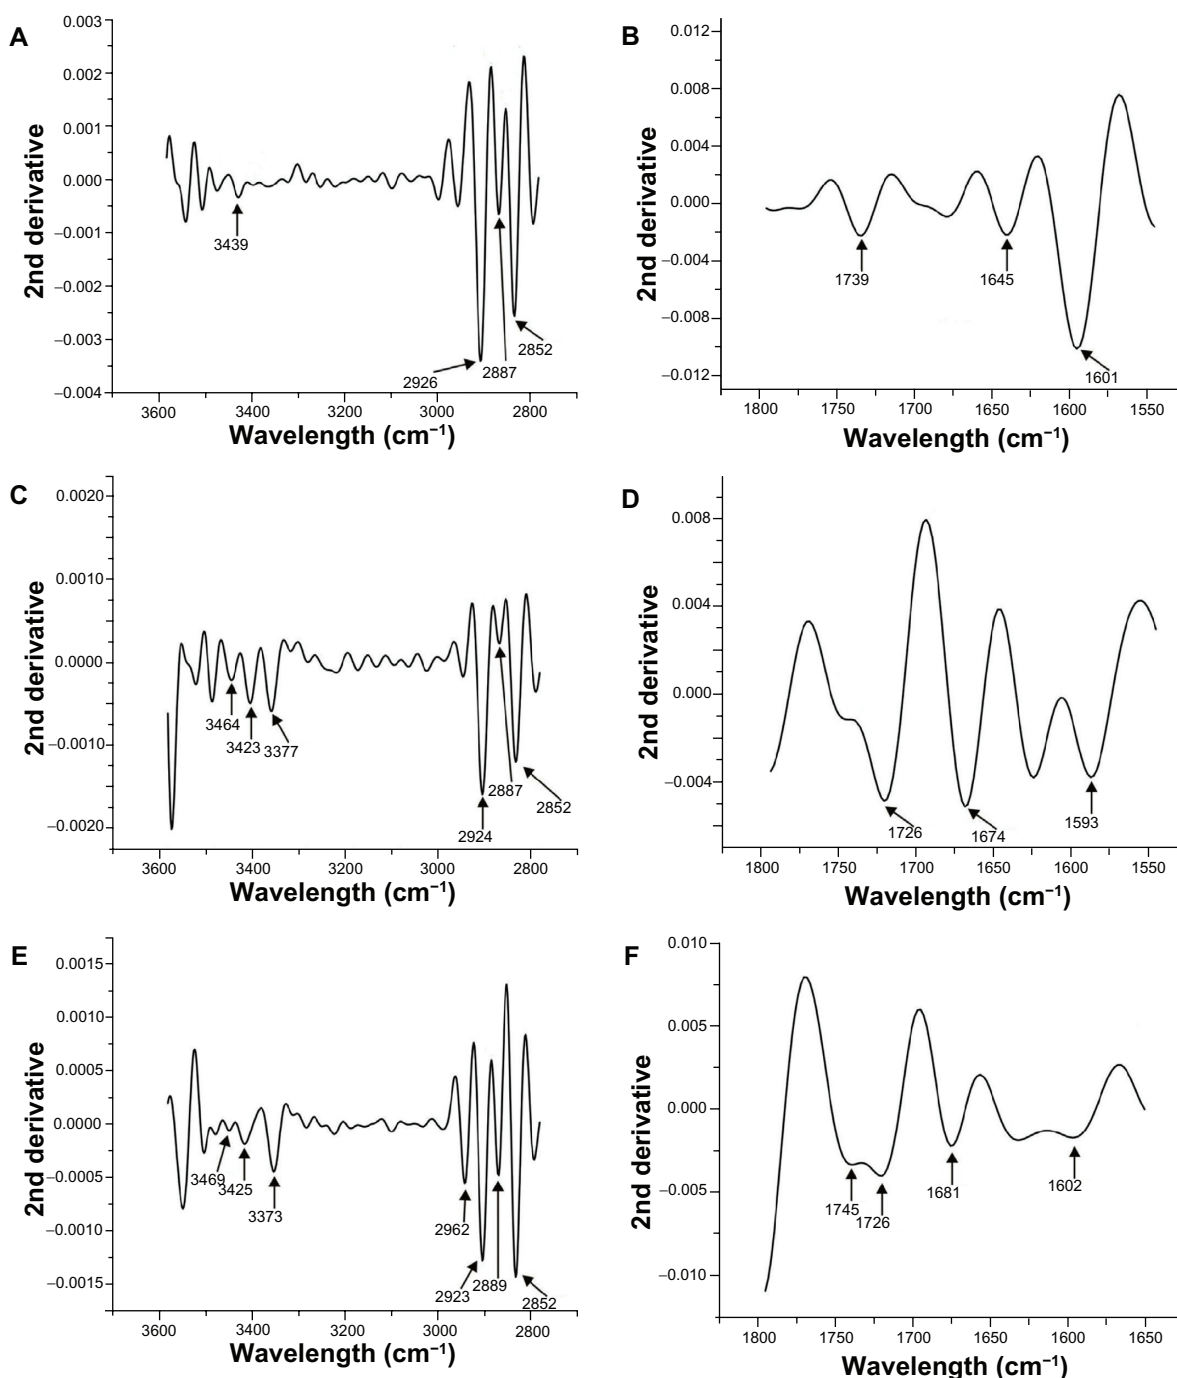 A
2nd derivative
0.003
0.002
0.001
0.000
−0.001
−0.002
−0.003
−0.004
3439
2926
2887
2852
3600 3400 3200 3000 2800
Wavelength (cm−1)
B
2nd derivative
0.012
0.008
0.004
0.000
−0.004
−0.008
−0.012
1739
1645
1601
1800 1750 1700 1650 1600 1550
Wavelength (cm−1)
C
2nd derivative
0.0020
0.0010
0.0000
−0.0010
−0.0020
3464
3423
3377
2924
2887
2852
3600 3400 3200 3000 2800
Wavelength (cm−1)
D
2nd derivative
0.008
0.004
0.000
−0.004
1726
1674
1593
1800 1750 1700 1650 1600 1550
Wavelength (cm−1)
E
2nd derivative
0.0015
0.0010
0.0005
0.0000
−0.0005
−0.0010
−0.0015
3469
3425
3373
2962
2923
2889
2852
3600 3400 3200 3000 2800
Wavelength (cm−1)
F
2nd derivative
0.010
0.005
0.000
−0.005
−0.010
1745
1726
1681
1602
1800 1750 1700 1650 1600 1650
Wavelength (cm−1)